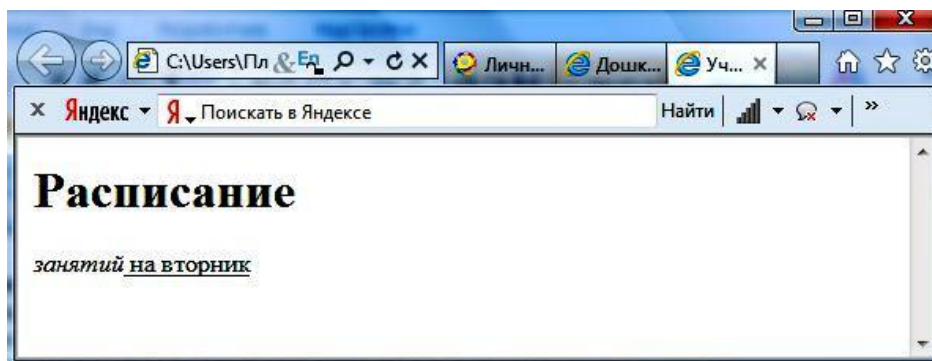 C:\Users\Пл
Личн...
Дошк...
Уч...
Яндекс
Я Поискать в Яндексе
Найти
»
Расписание
занятий на вторник